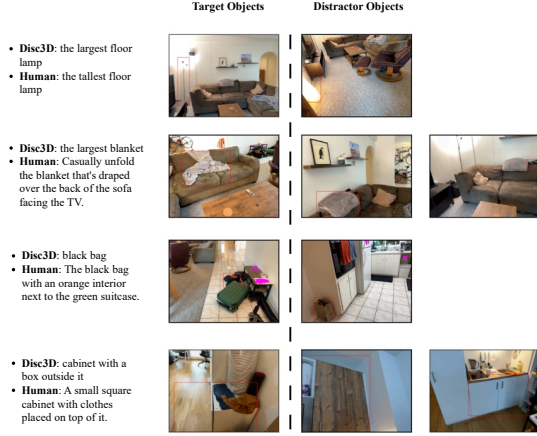 Target Objects
Distractor Objects
• Disc3D: the largest floor
lamp
• Human: the tallest floor
lamp
• Disc3D: the largest blanket
• Human: Casually unfold
the blanket that's draped
over the back of the sofa
facing the TV.
• Disc3D: black bag
• Human: The black bag
with an orange interior
next to the green suitcase.
• Disc3D: cabinet with a
box outside it
• Human: A small square
cabinet with clothes
placed on top of it.